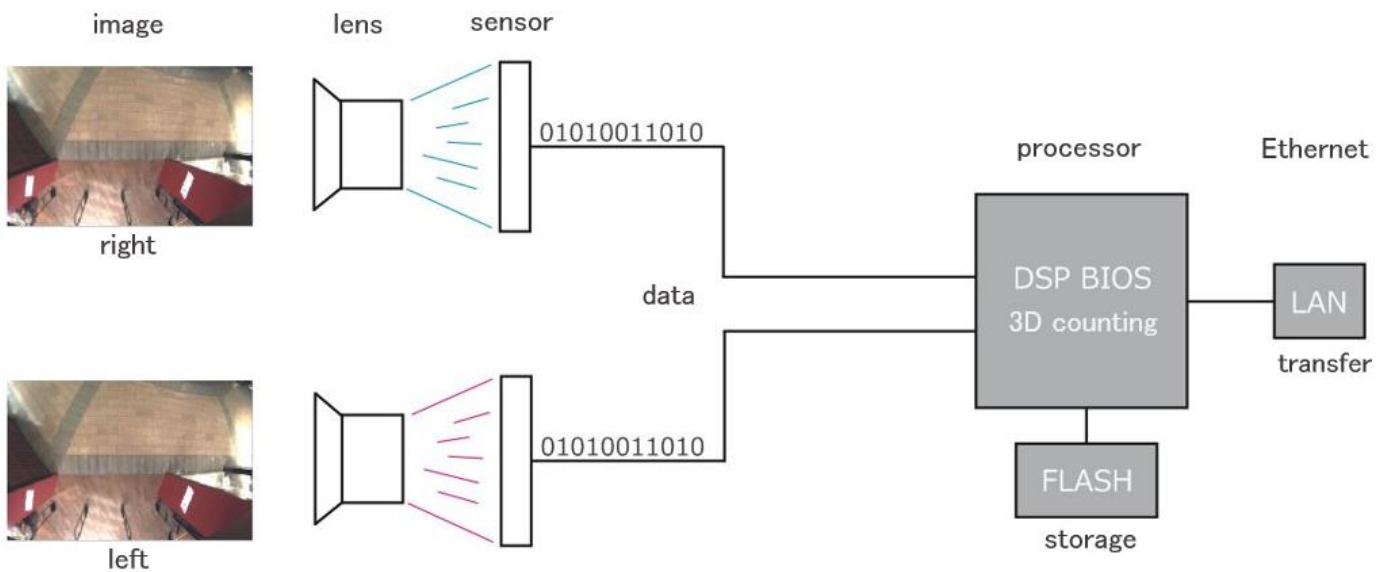 image
lens
sensor
01010011010
processor
Ethernet
right
DSP BIOS
3D counting
LAN
data
transfer
01010011010
FLASH
storage
left